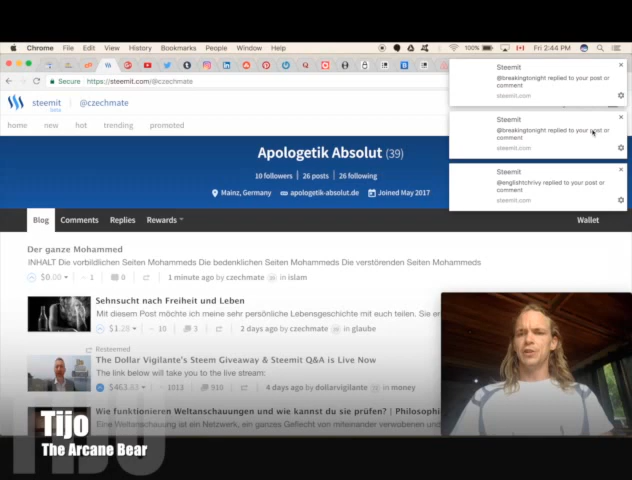 Chrome File Edit View History Bookmarks People Window Help 100% Fri 2:44 PM
Secure https://steemit.com/@czechmate
steemit beta @czechmate
home new hot trending promoted
Steemit
@breakingtonight replied to your post or
comment
steemit.com
Steemit
@breakingtonight replied to your post or
comment
steemit.com
Steemit
@englishtchrivy replied to your post or
comment
steemit.com
Apologetik Absolut (39)
10 followers 26 posts 26 following
Mainz, Germany apologetik-absolut.de Joined May 2017
Blog Comments Replies Rewards Wallet
Der ganze Mohammed
INHALT Die vorbildlichen Seiten Mohammeds Die bedenklichen Seiten Mohammeds Die verstörenden Seiten Mohammeds
$0.00 1 0 1 minute ago by czechmate in islam
Sehnsucht nach Freiheit und Leben
Mit diesem Post möchte ich meine sehr persönliche Lebensgeschichte mit euch teilen. Sie
$1.28 10 3 2 days ago by czechmate in glaube
Resteemed
The Dollar Vigilante's Steem Giveaway & Steemit Q&A is Live Now
The link below will take you to the live stream:
1013 910 4 days ago by dollarvigilante in money
Wie funktionieren Weltanschauungen und wie kannst du sie prüfen? |
Eine Weltanschauung ist ein Netzwerk, ein ganzes Geflecht von miteinander verwobenen und
Tijo
The Arcane Bear